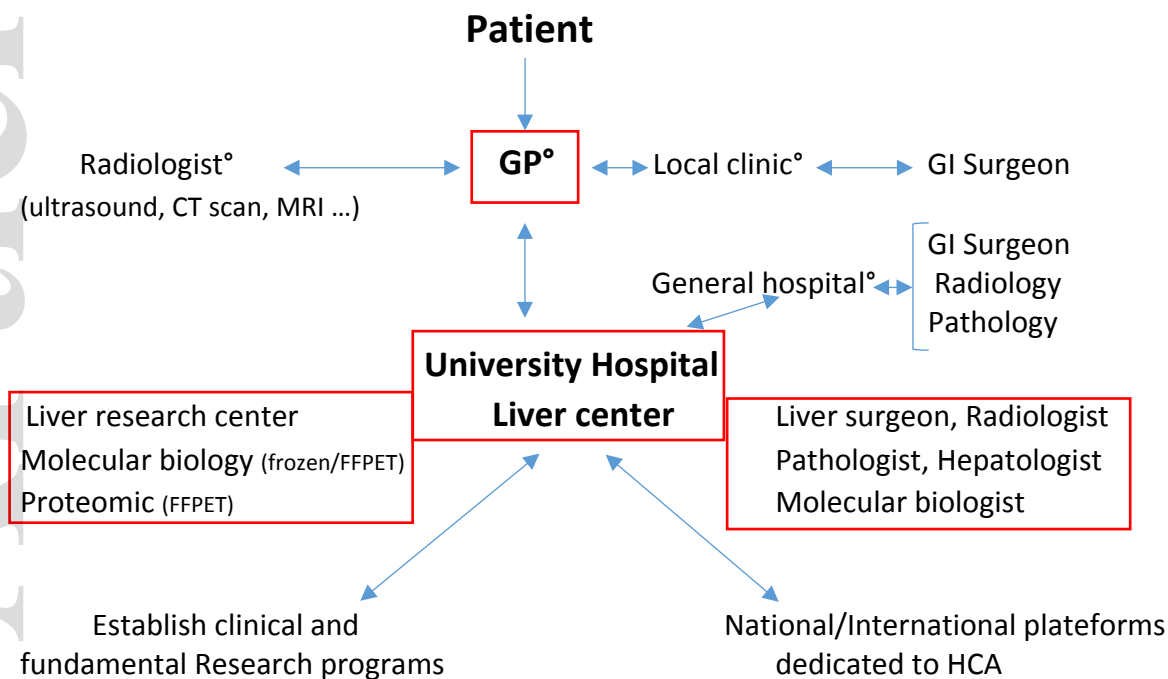 Patient
Radiologist°
GP°
Local clinic°
GI Surgeon
(ultrasound, CT scan, MRI ...)
GI Surgeon
General hospital°
Radiology
Pathology
University Hospital
Liver center
Liver research center
Molecular biology (frozen/FFPET)
Proteomic (FFPET)
Liver surgeon, Radiologist
Pathologist, Hepatologist
Molecular biologist
Establish clinical and
fundamental Research programs
National/International plateforms
dedicated to HCA